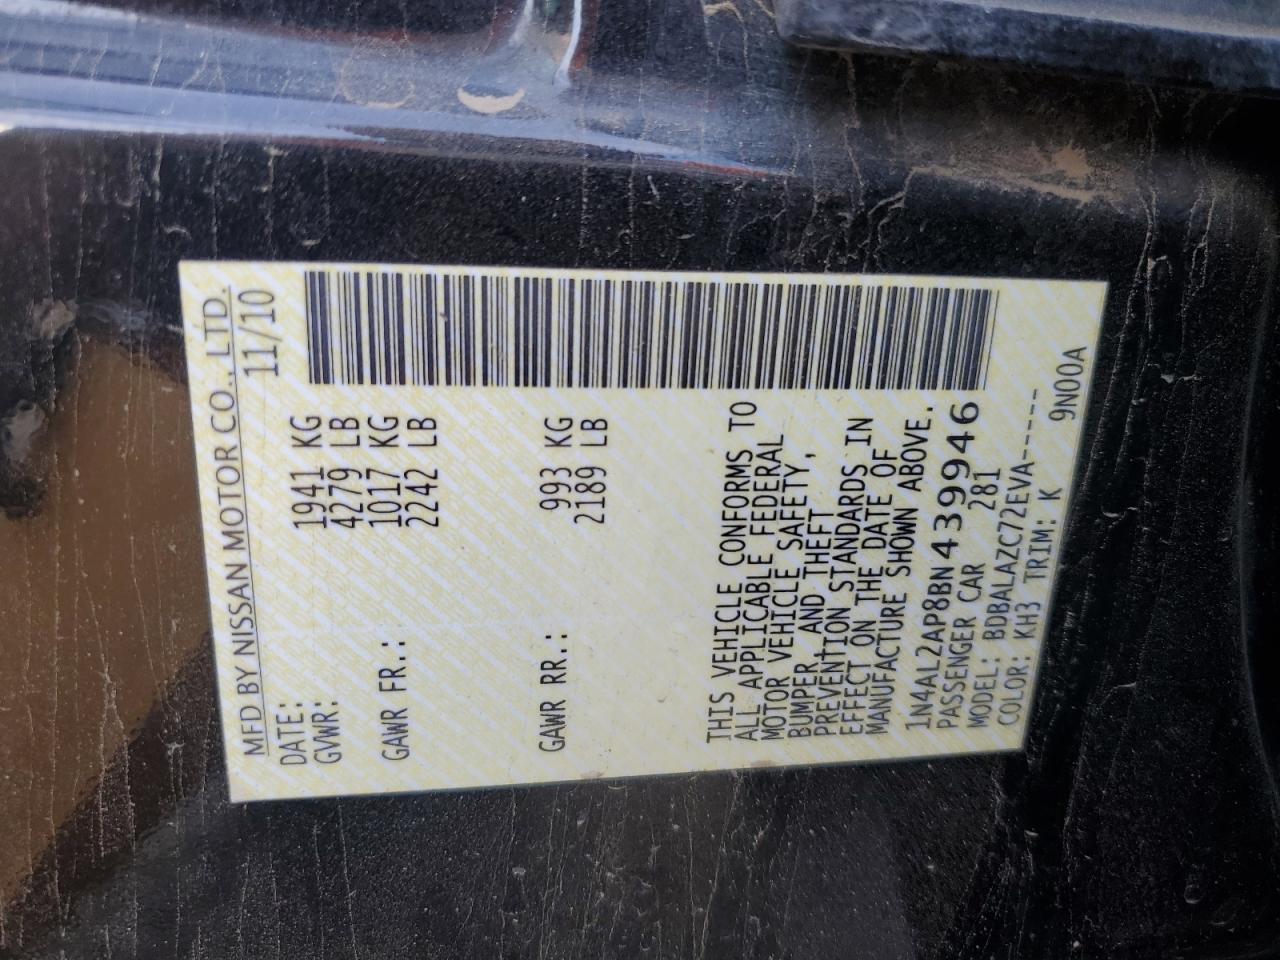 MFD BY NISSAN MOTOR CO., LTD.
DATE: 11/10
GVWR: 1941 KG
4279 LB
GAWR FR.: 1017 KG
2242 LB
GAWR RR.: 993 KG
2189 LB
THIS VEHICLE CONFORMS TO
ALL APPLICABLE FEDERAL
MOTOR VEHICLE SAFETY,
BUMPER, AND THEFT
PREVENTION STANDARDS IN
EFFECT ON THE DATE OF
MANUFACTURE SHOWN ABOVE.
1N4AL2AP8BN439946
PASSENGER CAR 281
MODEL: BDBALAZC72EVA-----
COLOR: KH3 TRIM: K 9N00A